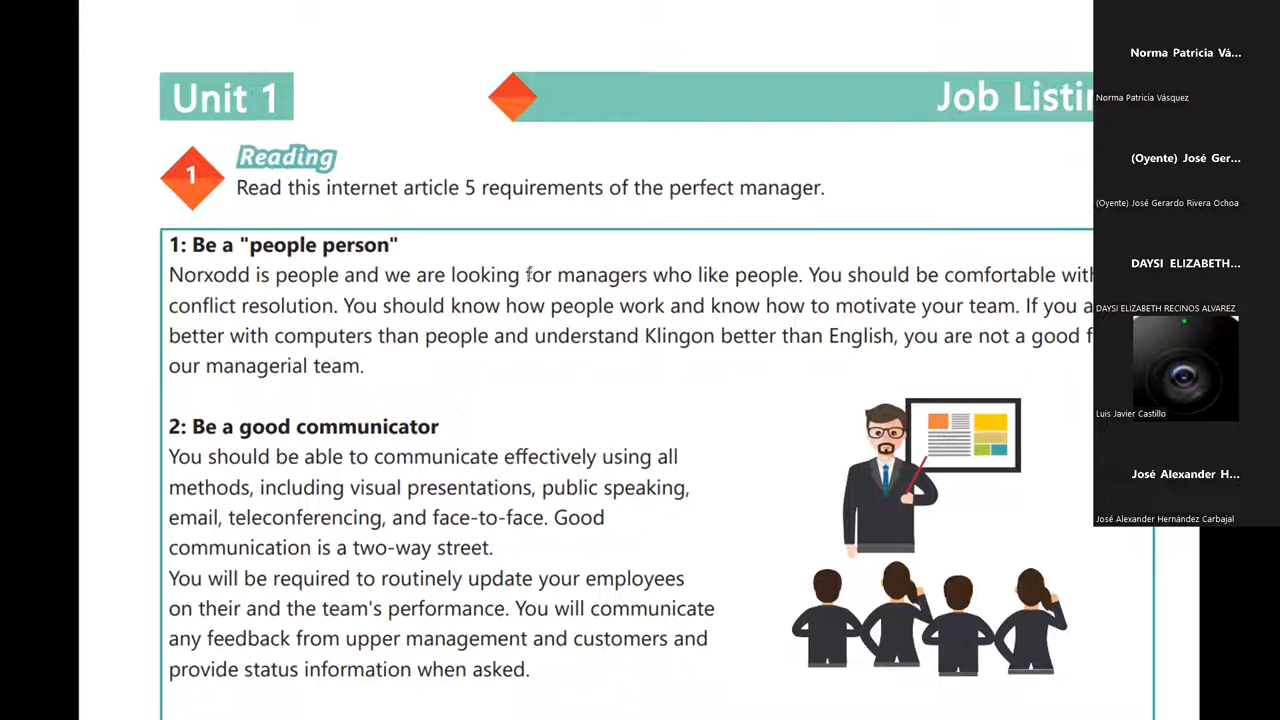 Unit 1
Job Listin
Reading
1
Read this internet article 5 requirements of the perfect manager.
1: Be a "people person"
Norxodd is people and we are looking for managers who like people. You should be comfortable with
conflict resolution. You should know how people work and know how to motivate your team. If you a
better with computers than people and understand Klingon better than English, you are not a good f
our managerial team.
2: Be a good communicator
You should be able to communicate effectively using all
methods, including visual presentations, public speaking,
email, teleconferencing, and face-to-face. Good
communication is a two-way street.
You will be required to routinely update your employees
on their and the team's performance. You will communicate
any feedback from upper management and customers and
provide status information when asked.
Norma Patricia Vá...
Norma Patricia Vásquez
(Oyente) José Ger...
(Oyente) José Gerardo Rivera Ochoa
DAYSI ELIZABETH...
DAYSI ELIZABETH RECINOS ALVAREZ
Luis Javier Castillo
José Alexander H...
José Alexander Hernández Carbajal